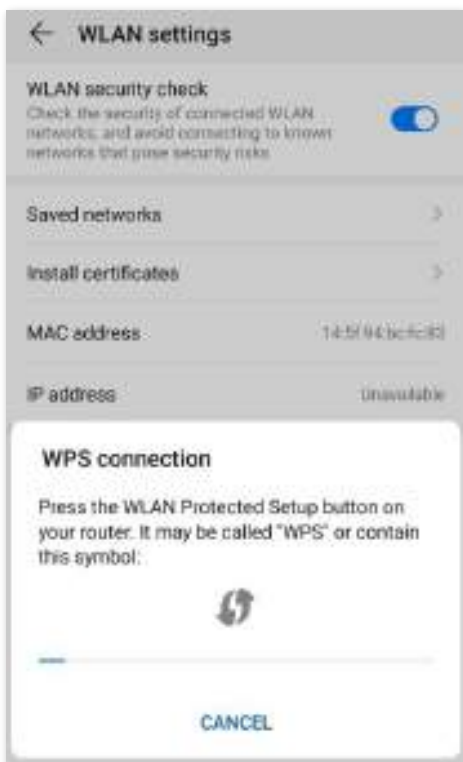 WLAN settings
WLAN security check
Check the security of connected WLAN
networks, and avoid connecting to known
networks that pose security risks
Saved networks
Install certificates
MAC address
IP address
Unavailable
WPS connection
Press the WLAN Protected Setup button on
your router. It may be called "WPS" or contain
this symbol:
CANCEL